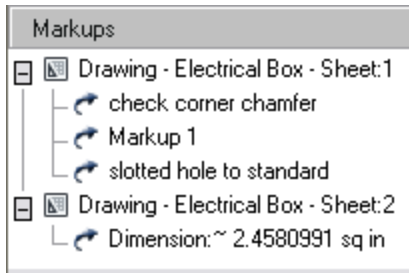 Markups
Drawing - Electrical Box - Sheet:1
check corner chamfer
Markup 1
slotted hole to standard
Drawing - Electrical Box - Sheet:2
Dimension:~ 2.4580991 sq in